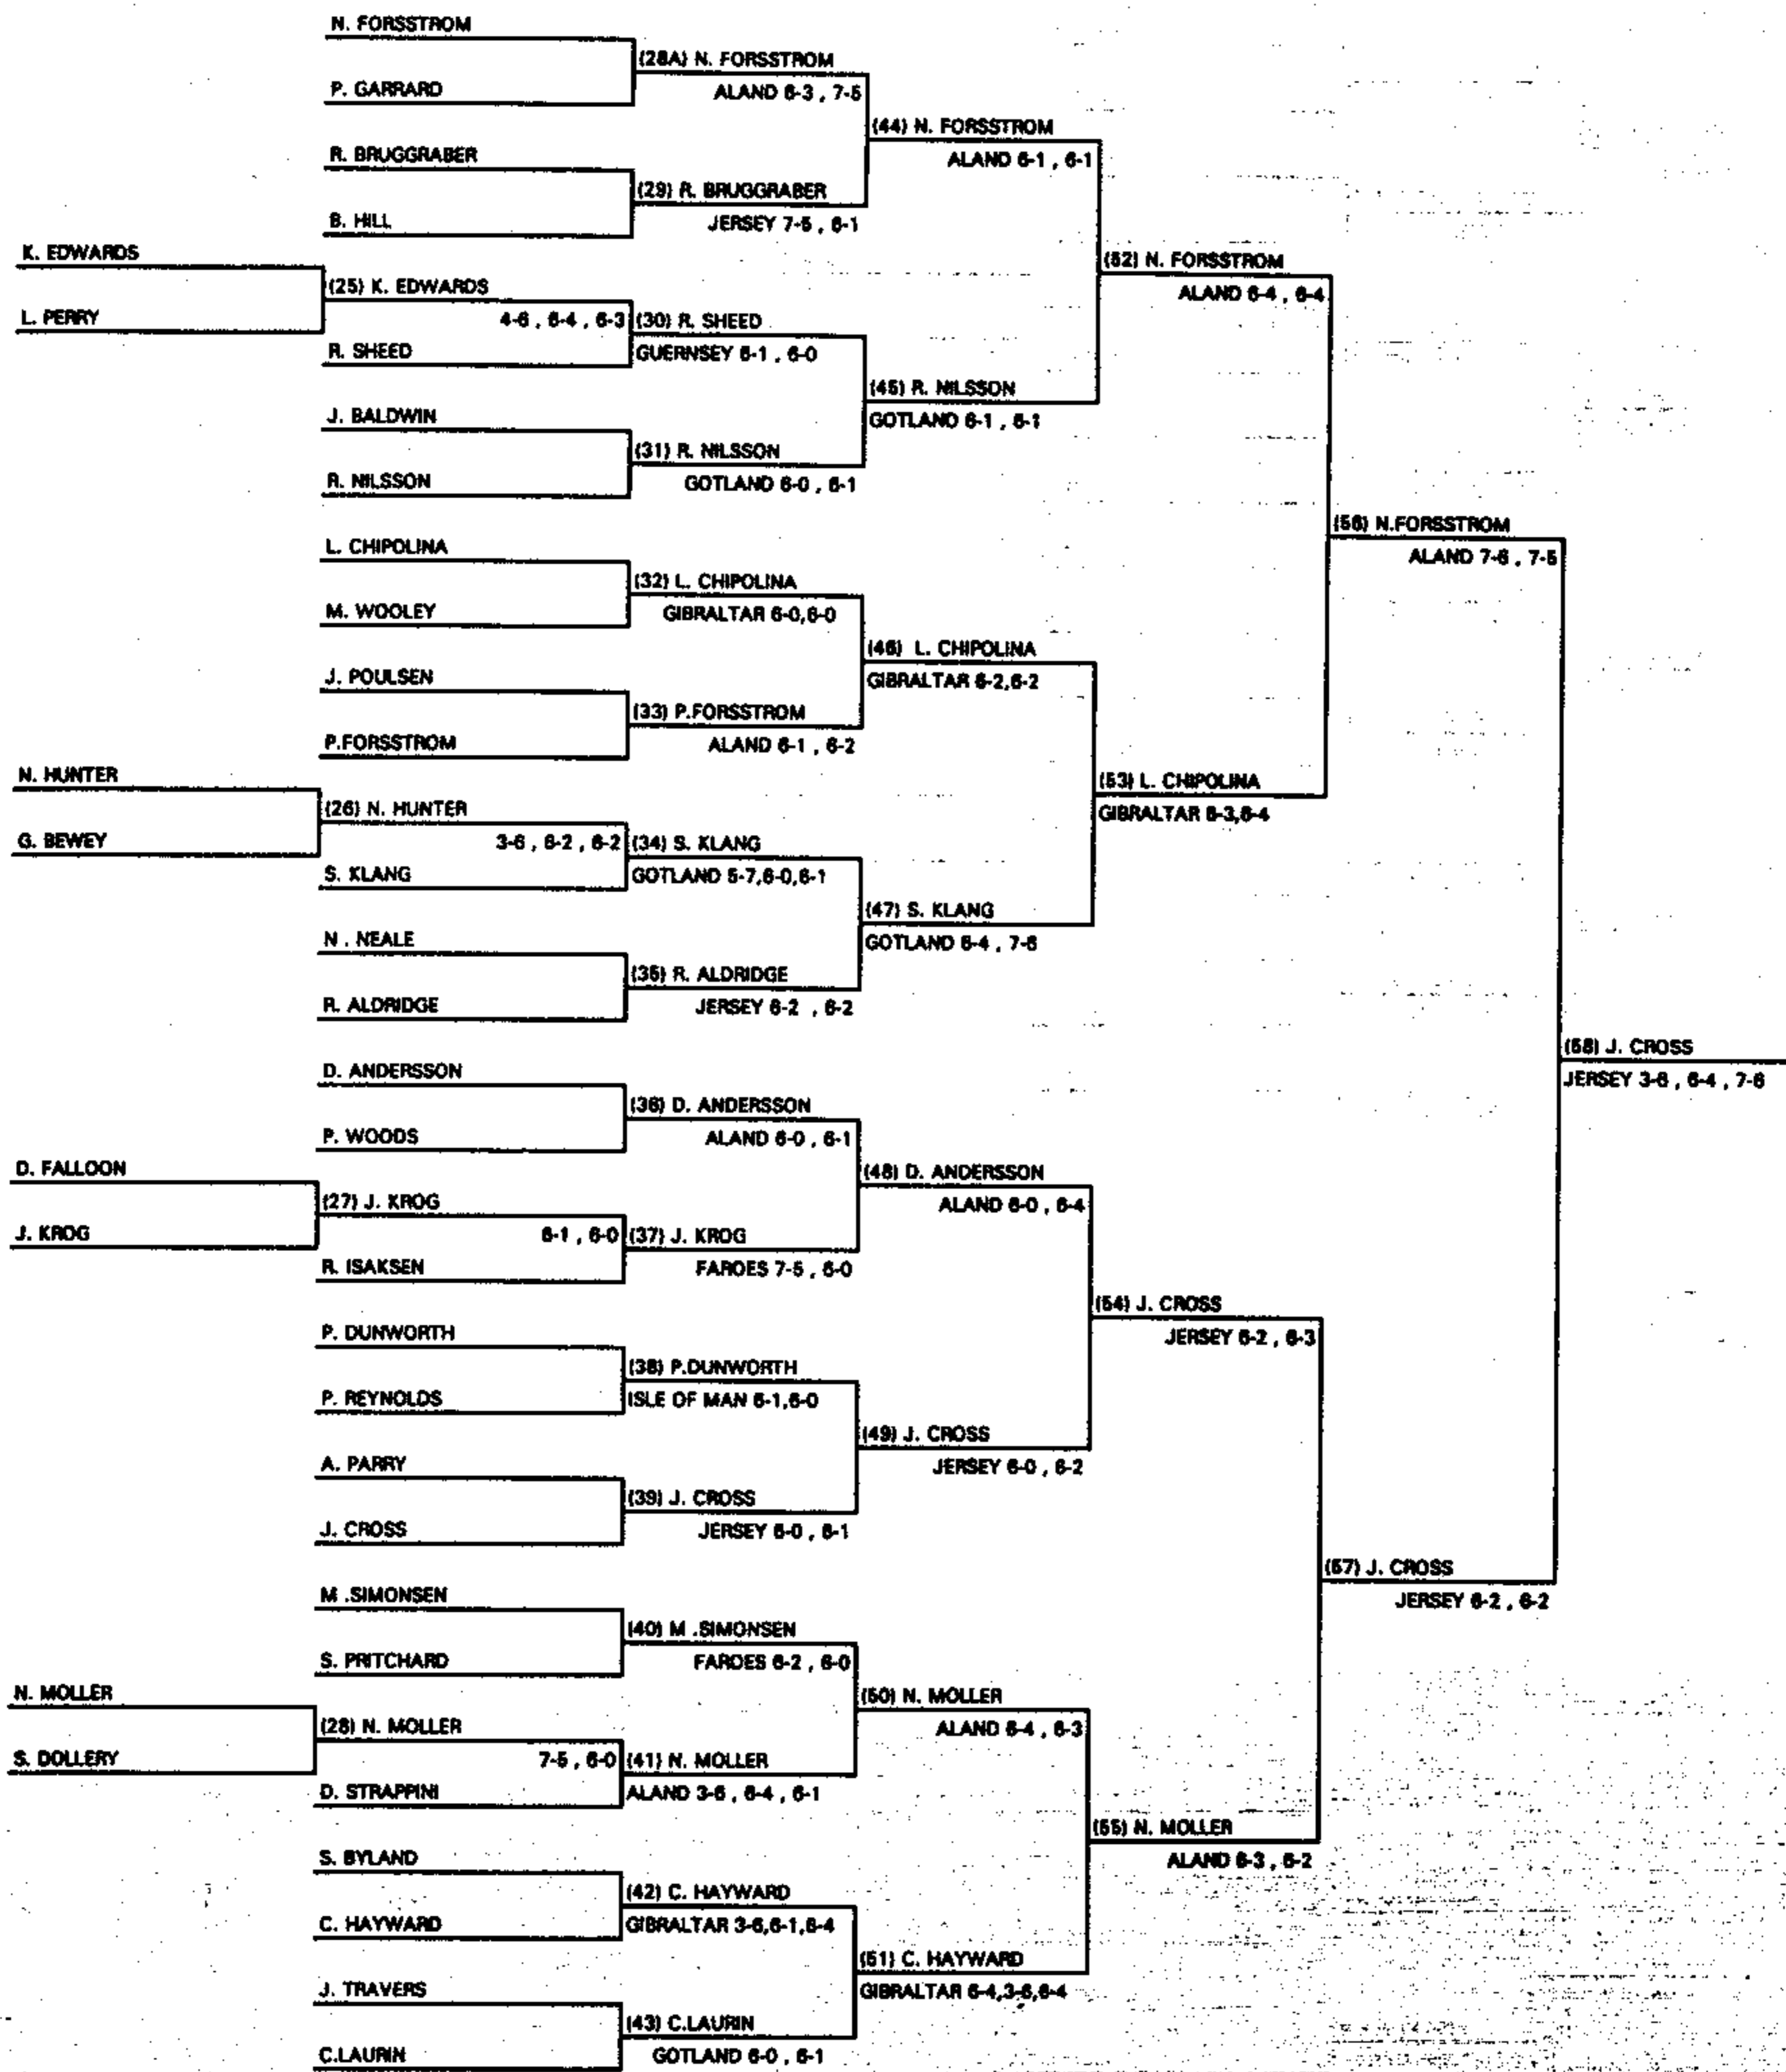 N. FORSSTROM
(28A) N. FORSSTROM
P. GARRARD
ALAND 6-3 , 7-5
(44) N. FORSSTROM
R. BRUGGRABER
ALAND 6-1 , 6-1
(29) R. BRUGGRABER
B. HILL
JERSEY 7-5 , 6-1
K. EDWARDS
(52) N. FORSSTROM
(25) K. EDWARDS
ALAND 6-4 , 6-4
L. PERRY
4-6 , 6-4 , 6-3
(30) R. SHEED
R. SHEED
GUERNSEY 6-1 , 6-0
(45) R. NILSSON
J. BALDWIN
GOTLAND 6-1 , 6-1
(31) R. NILSSON
R. NILSSON
GOTLAND 6-0 , 6-1
(56) N.FORSSTROM
L. CHIPOLINA
ALAND 7-6 , 7-5
(32) L. CHIPOLINA
M. WOOLEY
GIBRALTAR 6-0,6-0
(46) L. CHIPOLINA
J. POULSEN
GIBRALTAR 6-2,6-2
(33) P.FORSSTROM
P.FORSSTROM
ALAND 6-1 , 6-2
N. HUNTER
(53) L. CHIPOLINA
(26) N. HUNTER
GIBRALTAR 6-3,6-4
G. BEWEY
3-6 , 6-2 , 6-2
(34) S. KLANG
S. KLANG
GOTLAND 5-7,6-0,6-1
(47) S. KLANG
N . NEALE
GOTLAND 6-4 , 7-6
(35) R. ALDRIDGE
R. ALDRIDGE
JERSEY 6-2 , 6-2
(58) J. CROSS
D. ANDERSSON
JERSEY 3-6 , 6-4 , 7-6
(36) D. ANDERSSON
P. WOODS
ALAND 6-0 , 6-1
D. FALLOON
(48) D. ANDERSSON
(27) J. KROG
ALAND 6-0 , 6-4
J. KROG
6-1 , 6-0
(37) J. KROG
R. ISAKSEN
FAROES 7-5 , 6-0
(54) J. CROSS
P. DUNWORTH
JERSEY 6-2 , 6-3
(38) P.DUNWORTH
P. REYNOLDS
ISLE OF MAN 6-1,6-0
(49) J. CROSS
A. PARRY
JERSEY 6-0 , 6-2
(39) J. CROSS
J. CROSS
JERSEY 6-0 , 6-1
(57) J. CROSS
M .SIMONSEN
JERSEY 6-2 , 6-2
(40) M .SIMONSEN
S. PRITCHARD
FAROES 6-2 , 6-0
N. MOLLER
(50) N. MOLLER
(28) N. MOLLER
ALAND 6-4 , 6-3
S. DOLLERY
7-5 , 6-0
(41) N. MOLLER
D. STRAPPINI
ALAND 3-6 , 6-4 , 6-1
(55) N. MOLLER
S. BYLAND
ALAND 6-3 , 6-2
(42) C. HAYWARD
C. HAYWARD
GIBRALTAR 3-6,6-1,6-4
(51) C. HAYWARD
J. TRAVERS
GIBRALTAR 6-4,3-6,6-4
(43) C.LAURIN
C.LAURIN
GOTLAND 6-0 , 6-1